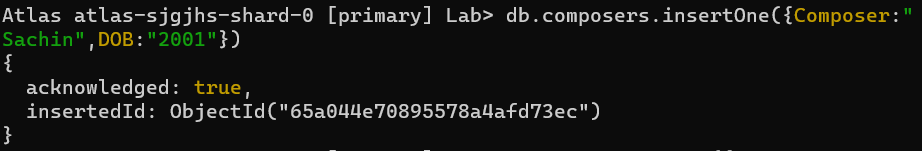 Atlas atlas-sjgjhs-shard-0 [primary] Lab> db.composers.insertOne({Composer:"
Sachin",DOB:"2001"})
{
  acknowledged: true,
  insertedId: ObjectId("65a044e70895578a4afd73ec")
}